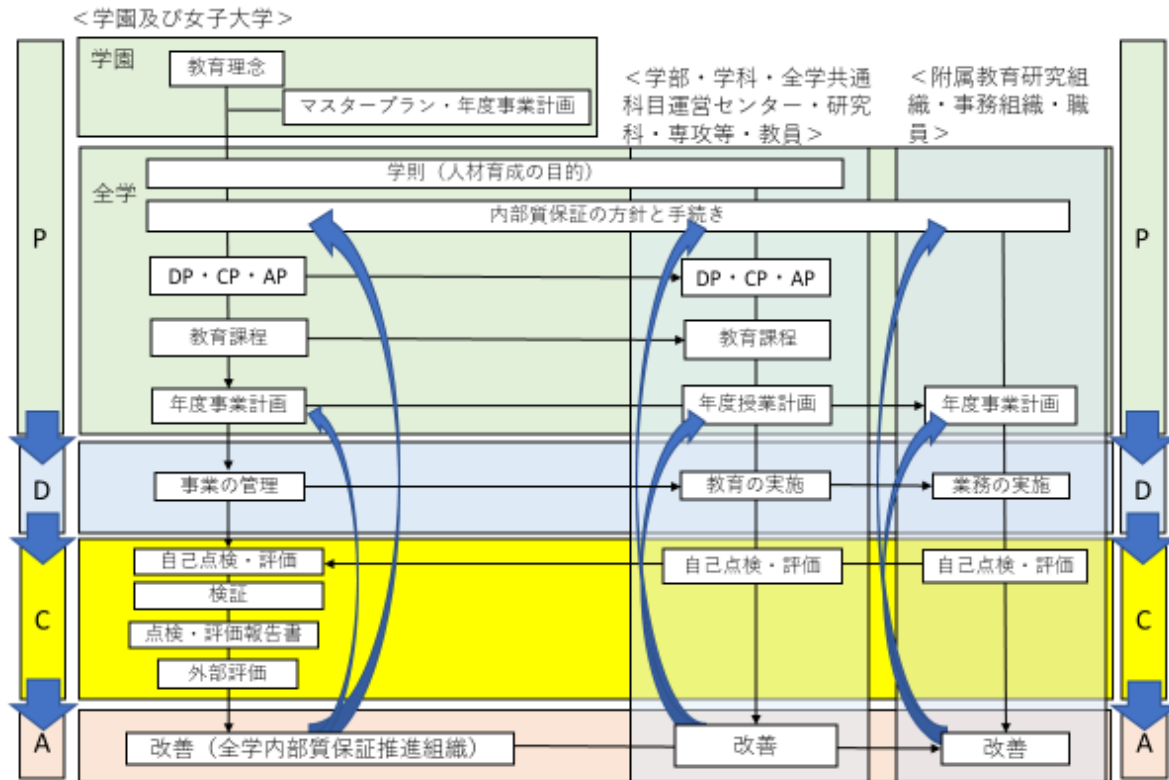 ＜学園及び女子大学＞
学園
教育理念
マスタープラン・年度事業計画
＜学部・学科・全学共通
科目運営センター・研究
科・専攻等・教員＞
＜附属教育研究組
織・事務組織・職
員＞
全学
学則（人材育成の目的）
内部質保証の方針と手続き
P
P
DP・CP・AP
DP・CP・AP
教育課程
教育課程
年度事業計画
年度授業計画
年度事業計画
D
事業の管理
教育の実施
業務の実施
D
自己点検・評価
自己点検・評価
自己点検・評価
検証
C
C
点検・評価報告書
外部評価
A
改善（全学内部質保証推進組織）
改善
改善
A